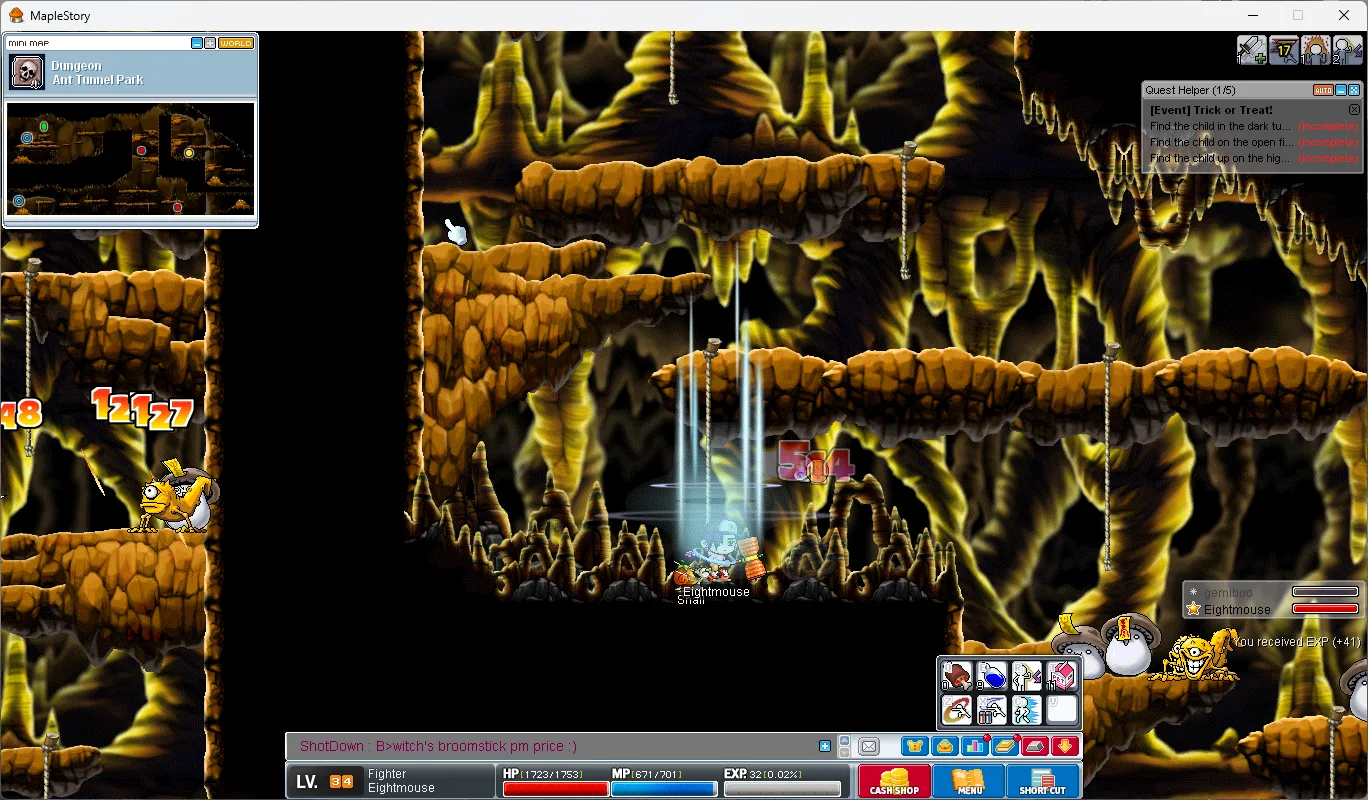 MapleStory
MINI MAP
WORLD
Dungeon
Ant Tunnel Park
17
Quest Helper (1/5)
AUTO
[Event] Trick or Treat!
Find the child in the dark tu... (Incomplete)
Find the child on the open fi... (Incomplete)
Find the child up on the hig... (Incomplete)
48
127
54
Eightmouse
Snail
gemiboo
Eightmouse
You received EXP (+41)
ShotDown : B>witch's broomstick pm price :)
LV. 34
Fighter
Eightmouse
HP[1723/1753]
MP[671/701]
EXP. 32[0.02%]
CASH SHOP
MENU
SHORT CUT